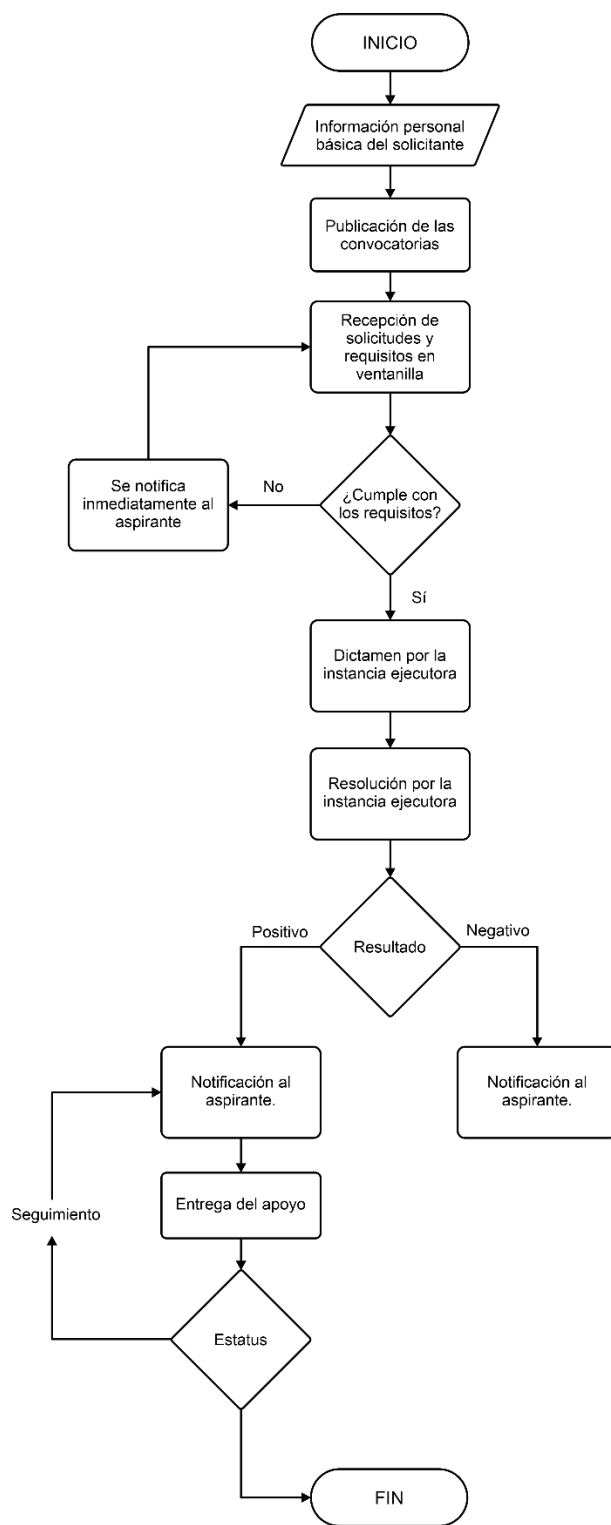 INICIO
Información personal
básica del solicitante
Publicación de las
convocatorias
Recepción de
solicitudes y
requisitos en
ventanilla
Se notifica
inmediatamente al
aspirante
No
¿Cumple con
los requisitos?
Sí
Dictamen por la
instancia ejecutora
Resolución por la
instancia ejecutora
Positivo
Resultado
Negativo
Notificación al
aspirante.
Notificación al
aspirante.
Entrega del apoyo
Seguimiento
Estatus
FIN